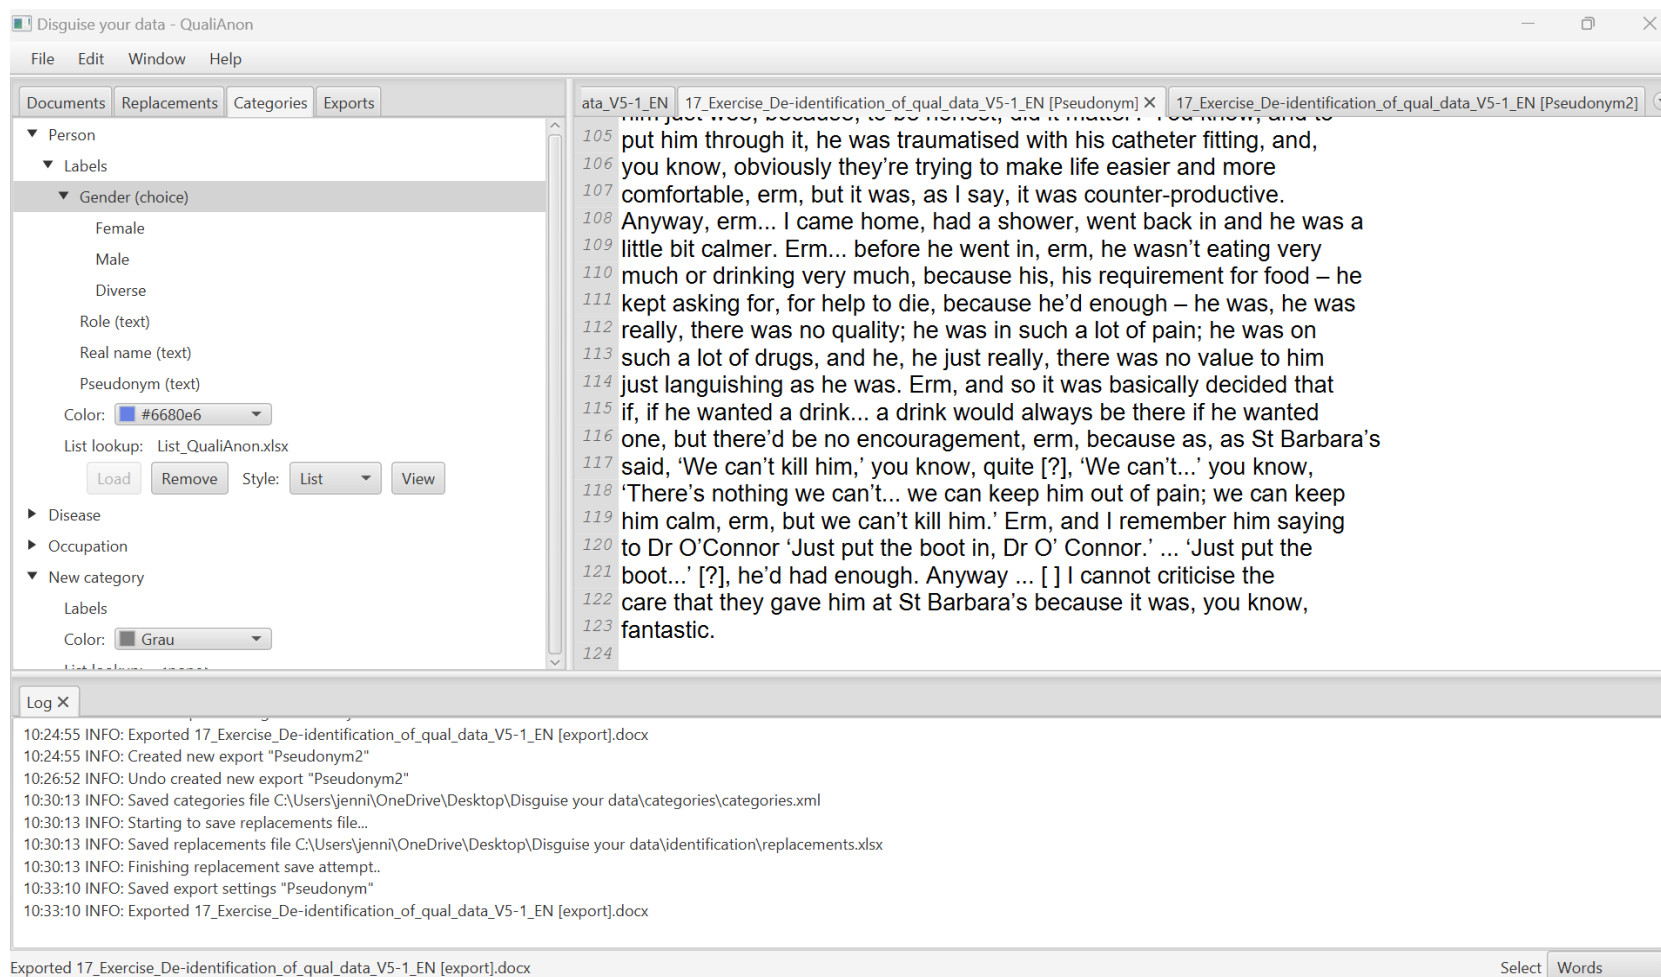 Disguise your data - QualiAnon
File Edit Window Help
Documents Replacements Categories Exports
Person
Labels
Gender (choice)
Female
Male
Diverse
Role (text)
Real name (text)
Pseudonym (text)
Color: #6680e6
List lookup: List_QualiAnon.xlsx
Load Remove Style: List View
Disease
Occupation
New category
Labels
Color: Grau
List lookup: <none>
ata_V5-1_EN 17_Exercise_De-identification_of_qual_data_V5-1_EN [Pseudonym] 17_Exercise_De-identification_of_qual_data_V5-1_EN [Pseudonym2]
him just wee, because, to be honest, did it matter? You know, and to
105 put him through it, he was traumatised with his catheter fitting, and,
106 you know, obviously they’re trying to make life easier and more
107 comfortable, erm, but it was, as I say, it was counter-productive.
108 Anyway, erm... I came home, had a shower, went back in and he was a
109 little bit calmer. Erm... before he went in, erm, he wasn’t eating very
110 much or drinking very much, because his, his requirement for food – he
111 kept asking for, for help to die, because he’d enough – he was, he was
112 really, there was no quality; he was in such a lot of pain; he was on
113 such a lot of drugs, and he, he just really, there was no value to him
114 just languishing as he was. Erm, and so it was basically decided that
115 if, if he wanted a drink... a drink would always be there if he wanted
116 one, but there’d be no encouragement, erm, because as, as St Barbara’s
117 said, ‘We can’t kill him,’ you know, quite [?], ‘We can’t...’ you know,
118 ‘There’s nothing we can’t... we can keep him out of pain; we can keep
119 him calm, erm, but we can’t kill him.’ Erm, and I remember him saying
120 to Dr O’Connor ‘Just put the boot in, Dr O’ Connor.’ ... ‘Just put the
121 boot...’ [?], he’d had enough. Anyway ... [ ] I cannot criticise the
122 care that they gave him at St Barbara’s because it was, you know,
123 fantastic.
124
Log
10:24:55 INFO: Exported 17_Exercise_De-identification_of_qual_data_V5-1_EN [export].docx
10:24:55 INFO: Created new export "Pseudonym2"
10:26:52 INFO: Undo created new export "Pseudonym2"
10:30:13 INFO: Saved categories file C:\Users\jenni\OneDrive\Desktop\Disguise your data\categories\categories.xml
10:30:13 INFO: Starting to save replacements file...
10:30:13 INFO: Saved replacements file C:\Users\jenni\OneDrive\Desktop\Disguise your data\identification\replacements.xlsx
10:30:13 INFO: Finishing replacement save attempt..
10:33:10 INFO: Saved export settings "Pseudonym"
10:33:10 INFO: Exported 17_Exercise_De-identification_of_qual_data_V5-1_EN [export].docx
Exported 17_Exercise_De-identification_of_qual_data_V5-1_EN [export].docx
Select Words